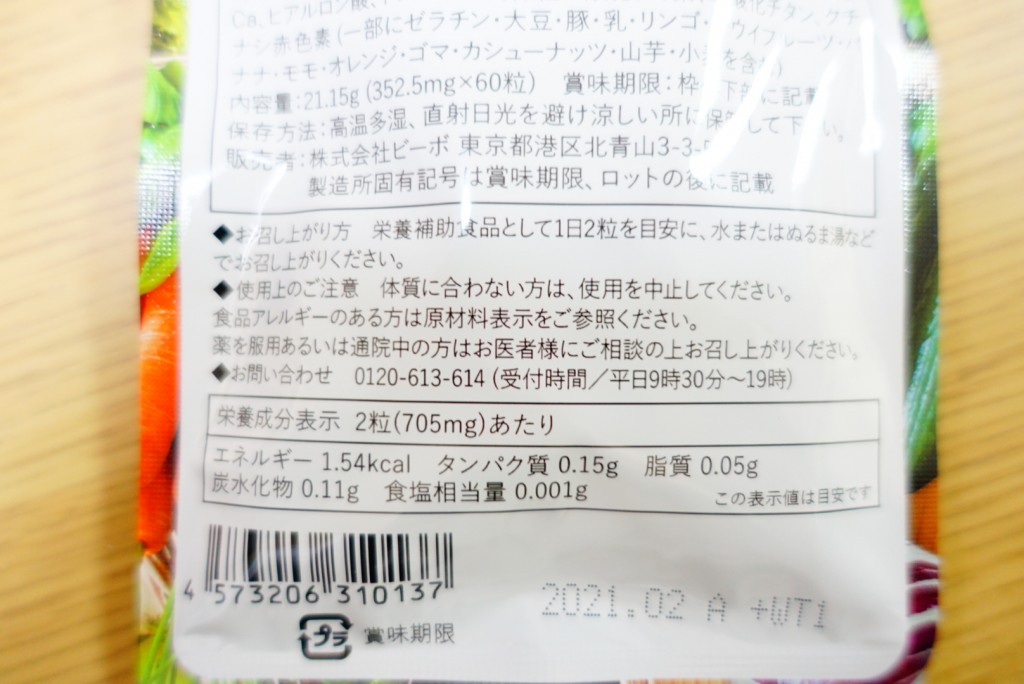 Ca、ヒアルロン酸、
ナシ赤色素(一部にゼラチン・大豆・豚・乳・リンゴ・
ナナ・モモ・オレンジ・ゴマ・カシューナッツ・山芋・小麦を含む)
内容量:21.15g(352.5mg×60粒) 賞味期限:枠 下部に記載
保存方法:高温多湿、直射日光を避け涼しい所に保管して下さい。
販売者:株式会社ビーボ 東京都港区北青山3-3-
製造所固有記号は賞味期限、ロットの後に記載
◆お召し上がり方 栄養補助食品として1日2粒を目安に、水またはぬるま湯など
でお召し上がりください。
◆使用上のご注意 体質に合わない方は、使用を中止してください。
食品アレルギーのある方は原材料表示をご参照ください。
薬を服用あるいは通院中の方はお医者様にご相談の上お召し上がりください。
◆お問い合わせ 0120-613-614(受付時間/平日9時30分〜19時)
栄養成分表示 2粒(705mg)あたり
エネルギー 1.54kcal タンパク質 0.15g 脂質 0.05g
炭水化物 0.11g 食塩相当量 0.001g この表示値は目安です
4 573206 310137
2021.02 A +WT1
プラ 賞味期限